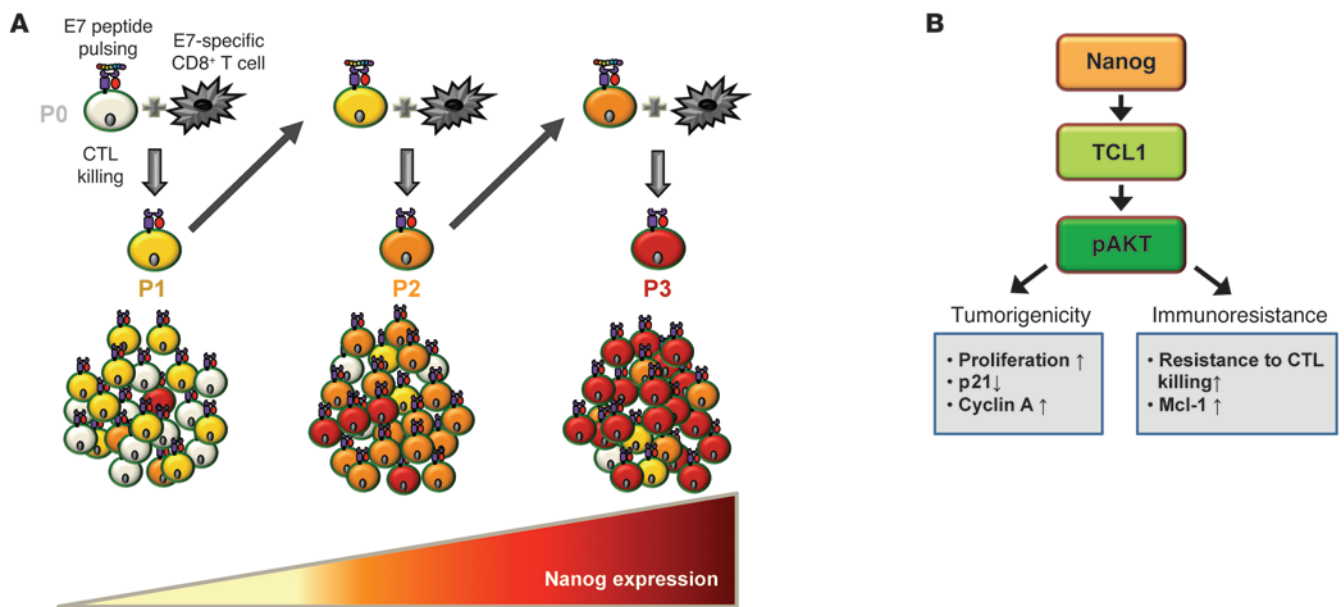 A
E7 peptide
pulsing
E7-specific
CD8⁺ T cell
P0
CTL
killing
P1
P2
P3
Nanog expression
B
Nanog
TCL1
pAKT
Tumorigenicity
• Proliferation ↑
• p21↓
• Cyclin A ↑
Immunoresistance
• Resistance to CTL
killing↑
• Mcl-1 ↑